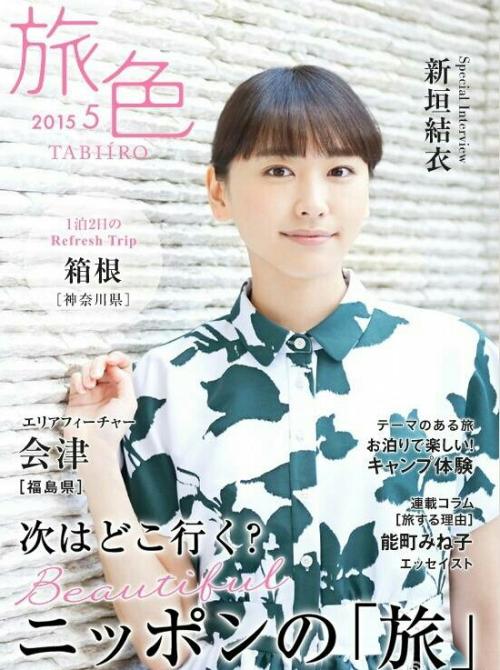 旅色
2015 5
TABIIRO
Special Interview
新垣結衣
1泊2日の
Refresh Trip
箱根
[神奈川県]
エリアフィーチャー
会津
[福島県]
テーマのある旅
お泊りで楽しい!
キャンプ体験
連載コラム
[旅する理由]
能町みね子
エッセイスト
次はどこ行く?
Beautiful
ニッポンの「旅」